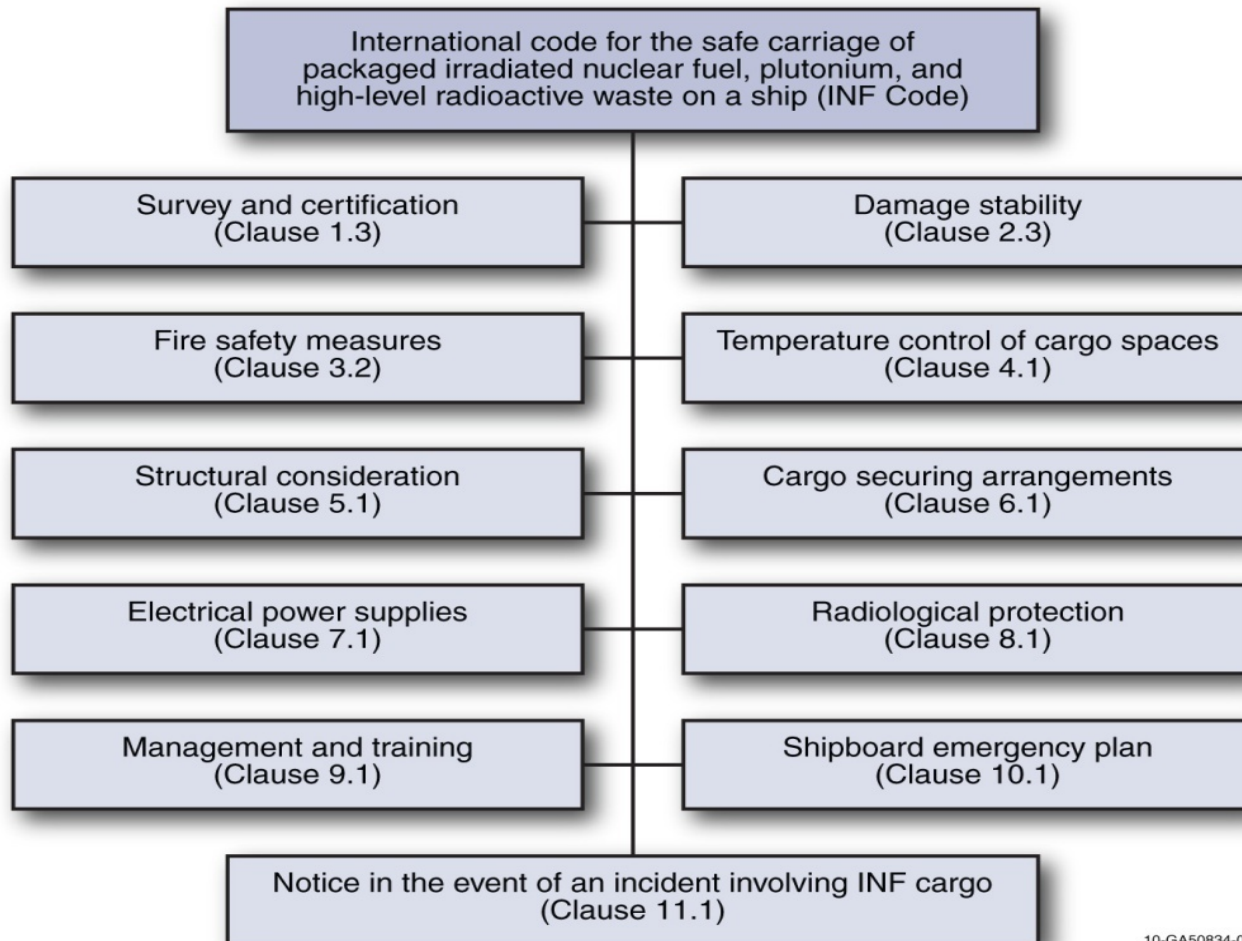 International code for the safe carriage of
packaged irradiated nuclear fuel, plutonium, and
high-level radioactive waste on a ship (INF Code)
Survey and certification
(Clause 1.3)
Damage stability
(Clause 2.3)
Fire safety measures
(Clause 3.2)
Temperature control of cargo spaces
(Clause 4.1)
Structural consideration
(Clause 5.1)
Cargo securing arrangements
(Clause 6.1)
Electrical power supplies
(Clause 7.1)
Radiological protection
(Clause 8.1)
Management and training
(Clause 9.1)
Shipboard emergency plan
(Clause 10.1)
Notice in the event of an incident involving INF cargo
(Clause 11.1)